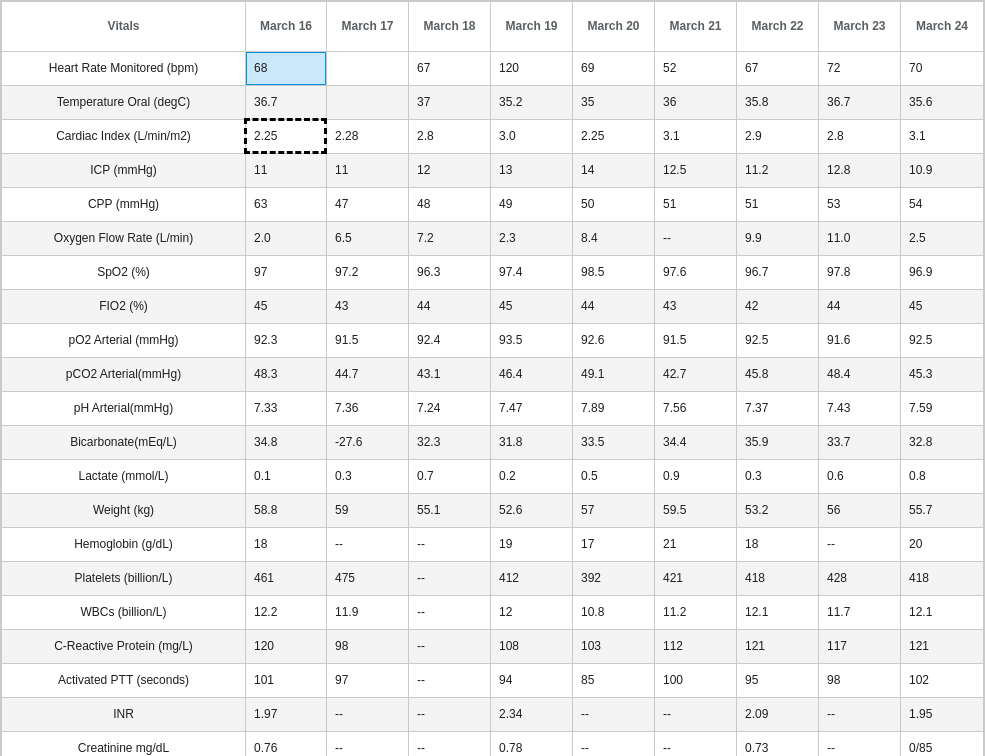 Vitals March 16 March 17 March 18 March 19 March 20 March 21 March 22 March 23 March 24
Heart Rate Monitored (bpm) 68 67 120 69 52 67 72 70
Temperature Oral (degC) 36.7 37 35.2 35 36 35.8 36.7 35.6
Cardiac Index (L/min/m2) 2.25 2.28 2.8 3.0 2.25 3.1 2.9 2.8 3.1
ICP (mmHg) 11 11 12 13 14 12.5 11.2 12.8 10.9
CPP (mmHg) 63 47 48 49 50 51 51 53 54
Oxygen Flow Rate (L/min) 2.0 6.5 7.2 2.3 8.4 -- 9.9 11.0 2.5
SpO2 (%) 97 97.2 96.3 97.4 98.5 97.6 96.7 97.8 96.9
FIO2 (%) 45 43 44 45 44 43 42 44 45
pO2 Arterial (mmHg) 92.3 91.5 92.4 93.5 92.6 91.5 92.5 91.6 92.5
pCO2 Arterial(mmHg) 48.3 44.7 43.1 46.4 49.1 42.7 45.8 48.4 45.3
pH Arterial(mmHg) 7.33 7.36 7.24 7.47 7.89 7.56 7.37 7.43 7.59
Bicarbonate(mEq/L) 34.8 -27.6 32.3 31.8 33.5 34.4 35.9 33.7 32.8
Lactate (mmol/L) 0.1 0.3 0.7 0.2 0.5 0.9 0.3 0.6 0.8
Weight (kg) 58.8 59 55.1 52.6 57 59.5 53.2 56 55.7
Hemoglobin (g/dL) 18 -- -- 19 17 21 18 -- 20
Platelets (billion/L) 461 475 -- 412 392 421 418 428 418
WBCs (billion/L) 12.2 11.9 -- 12 10.8 11.2 12.1 11.7 12.1
C-Reactive Protein (mg/L) 120 98 -- 108 103 112 121 117 121
Activated PTT (seconds) 101 97 -- 94 85 100 95 98 102
INR 1.97 -- -- 2.34 -- -- 2.09 -- 1.95
Creatinine mg/dL 0.76 -- -- 0.78 -- -- 0.73 -- 0/85